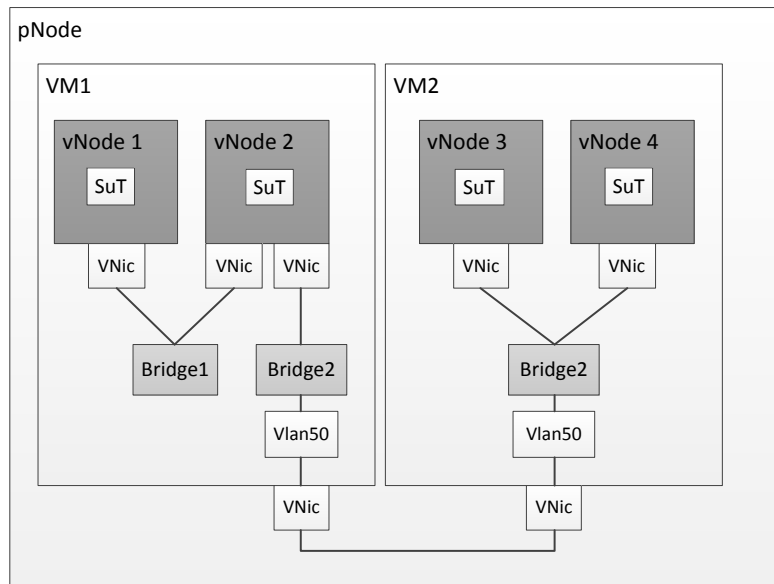 pNode
VM1
VM2
vNode 1
vNode 2
vNode 3
vNode 4
SuT
SuT
SuT
SuT
VNic
VNic
VNic
VNic
VNic
Bridge1
Bridge2
Bridge2
Vlan50
Vlan50
VNic
VNic